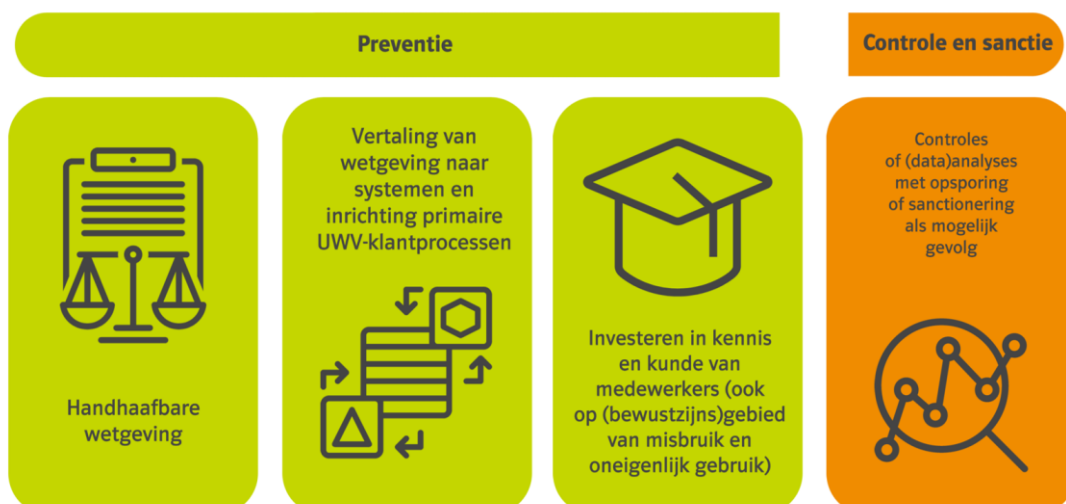 Preventie
Controle en sanctie
Handhaafbare
wetgeving
Vertaling van
wetgeving naar
systemen en
inrichting primaire
UWV-klantprocessen
Investeren in kennis
en kunde van
medewerkers (ook
op (bewustzijns)gebied
van misbruik en
oneigenlijk gebruik)
Controles
of (data)analyses
met opsporing
of sanctionering
als mogelijk
gevolg